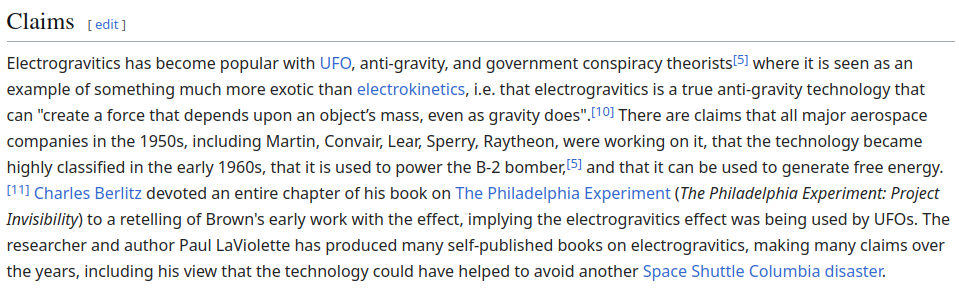 Claims [ edit ]
Electrogravitics has become popular with UFO, anti-gravity, and government conspiracy theorists[5] where it is seen as an
example of something much more exotic than electrokinetics, i.e. that electrogravitics is a true anti-gravity technology that
can "create a force that depends upon an object’s mass, even as gravity does".[10] There are claims that all major aerospace
companies in the 1950s, including Martin, Convair, Lear, Sperry, Raytheon, were working on it, that the technology became
highly classified in the early 1960s, that it is used to power the B-2 bomber,[5] and that it can be used to generate free energy.
[11] Charles Berlitz devoted an entire chapter of his book on The Philadelphia Experiment (The Philadelphia Experiment: Project
Invisibility) to a retelling of Brown's early work with the effect, implying the electrogravitics effect was being used by UFOs. The
researcher and author Paul LaViolette has produced many self-published books on electrogravitics, making many claims over
the years, including his view that the technology could have helped to avoid another Space Shuttle Columbia disaster.